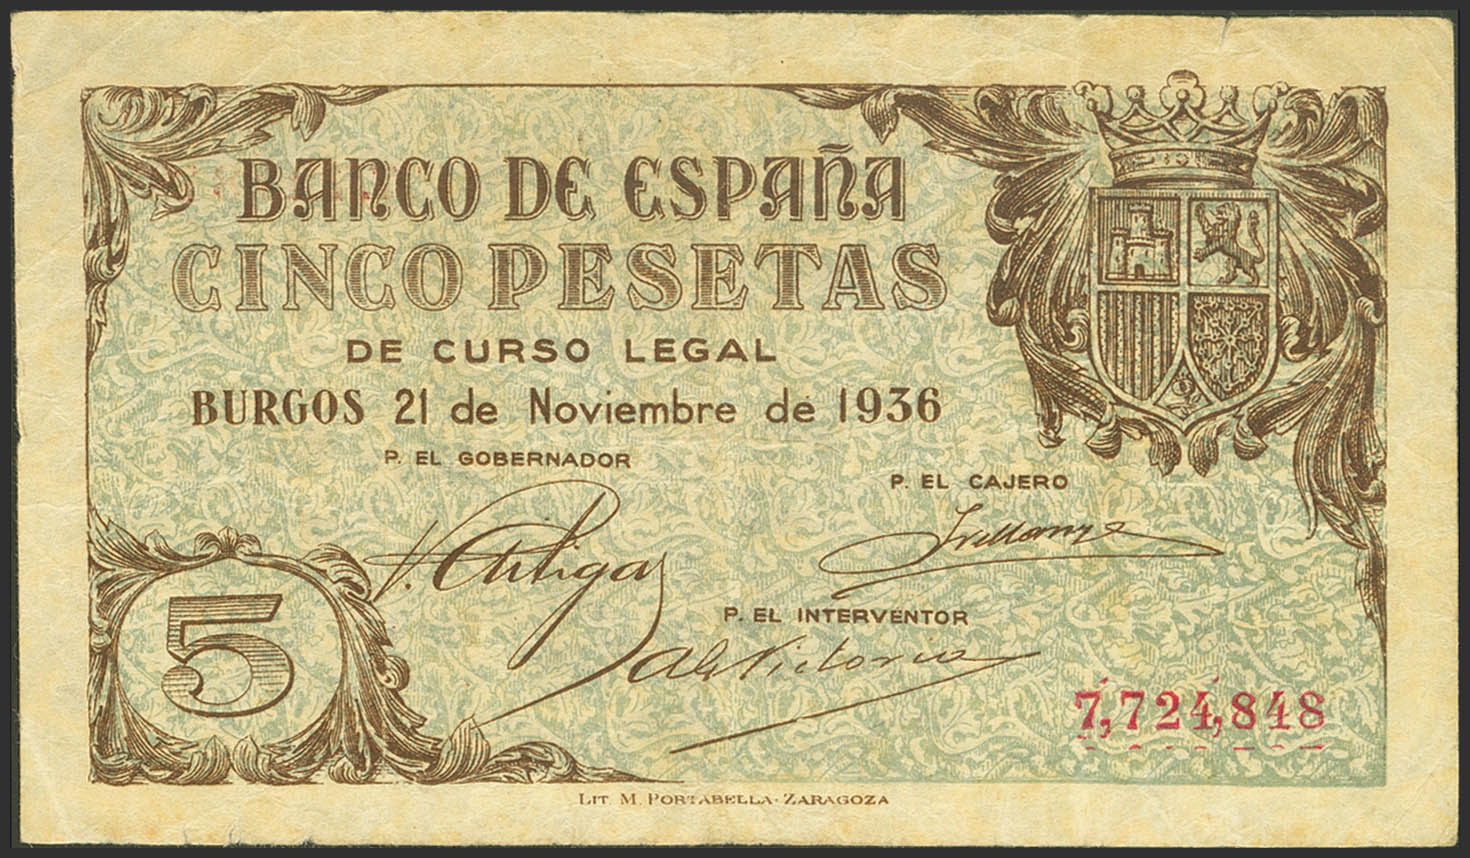 BANCO DE ESPAÑA
CINCO PESETAS
DE CURSO LEGAL
BURGOS 21 de Noviembre de 1936
P. EL GOBERNADOR
P. EL CAJERO
P. EL INTERVENTOR
5
7,724,848
LIT. M. PORTABELLA - ZARAGOZA